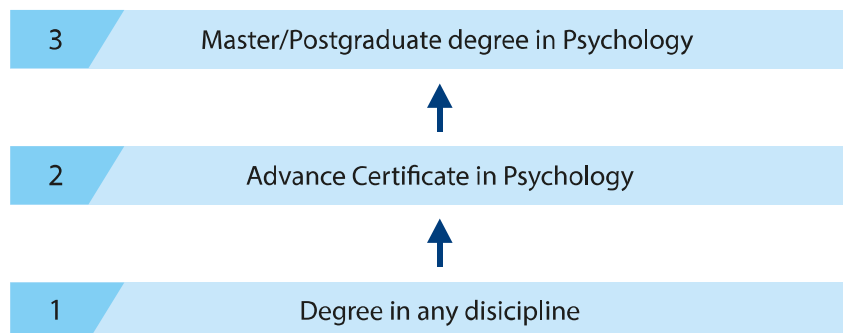 3 Master/Postgraduate degree in Psychology
2 Advance Certificate in Psychology
1 Degree in any disicipline